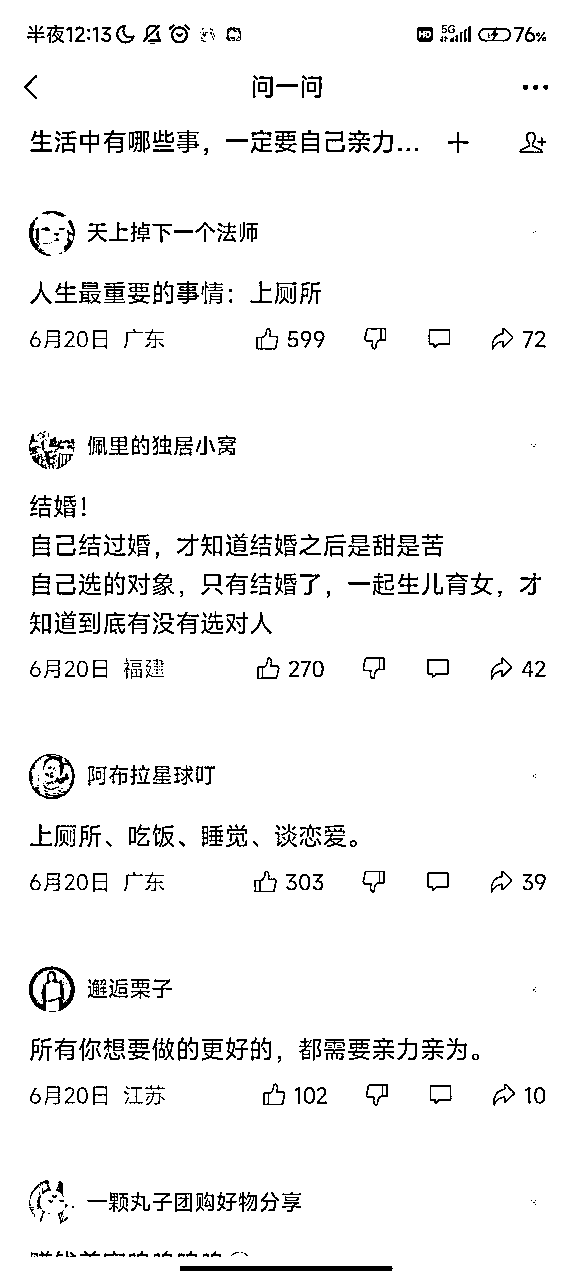 半夜12:13 HD 5G 76%
问一问
生活中有哪些事，一定要自己亲力...
天上掉下一个法师
人生最重要的事情：上厕所
6月20日 广东 599 72
佩里的独居小窝
结婚！
自己结过婚，才知道结婚之后是甜是苦
自己选的对象，只有结婚了，一起生儿育女，才
知道到底有没有选对人
6月20日 福建 270 42
阿布拉星球叮
上厕所、吃饭、睡觉、谈恋爱。
6月20日 广东 303 39
邂逅栗子
所有你想要做的更好的，都需要亲力亲为。
6月20日 江苏 102 10
一颗丸子团购好物分享